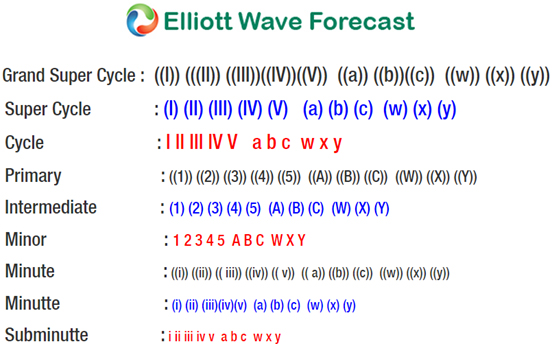 Elliott Wave Forecast
Grand Super Cycle : ((I)) (((II)) ((III))((IV))((V)) ((a)) ((b))((c)) ((w)) ((x)) ((y))
Super Cycle : (I) (II) (III) (IV) (V) (a) (b) (c) (w) (x) (y)
Cycle : I II III IV V a b c w x y
Primary : ((1)) ((2)) ((3)) ((4)) ((5)) ((A)) ((B)) ((C)) ((W)) ((X)) ((Y))
Intermediate : (1) (2) (3) (4) (5) (A) (B) (C) (W) (X) (Y)
Minor : 1 2 3 4 5 A B C W X Y
Minute : ((i)) ((ii)) (( iii)) ((iv)) (( v)) (( a)) ((b)) ((c)) ((w)) ((x)) ((y))
Minutte : (i) (ii) (iii)(iv)(v) (a) (b) (c) (w) (x) (y)
Subminutte : i ii iii iv v a b c w x y